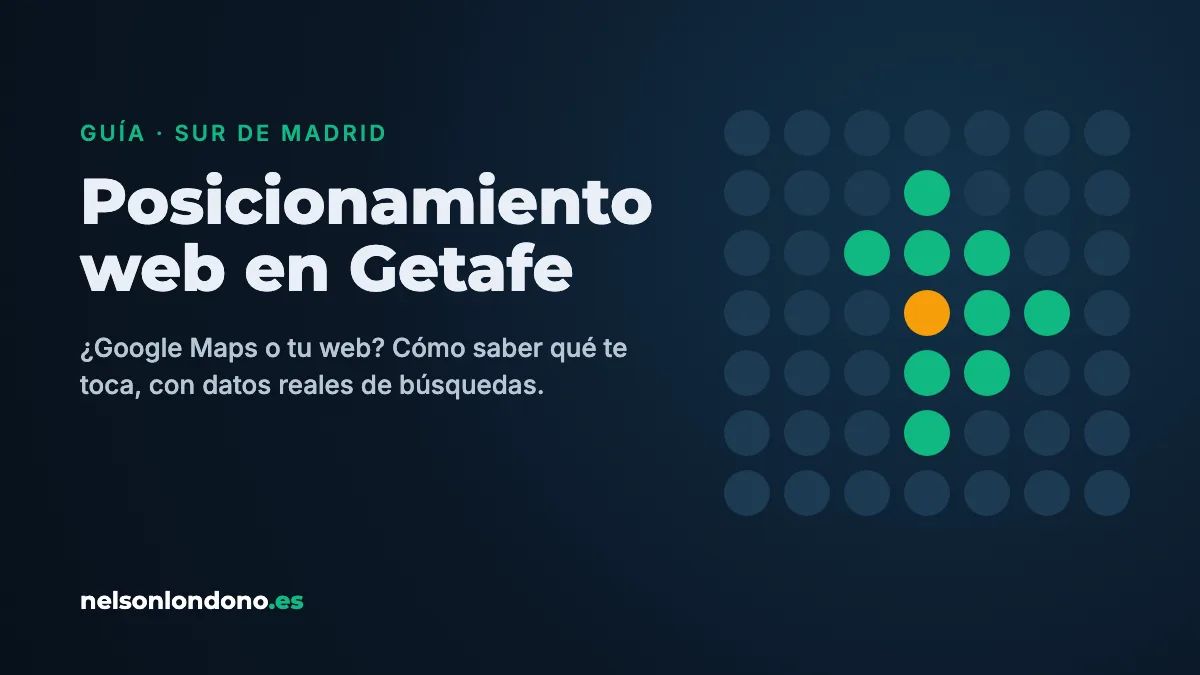 GUÍA · SUR DE MADRID
Posicionamiento
web en Getafe
¿Google Maps o tu web? Cómo saber qué te
toca, con datos reales de búsquedas.
nelsonlondono.es